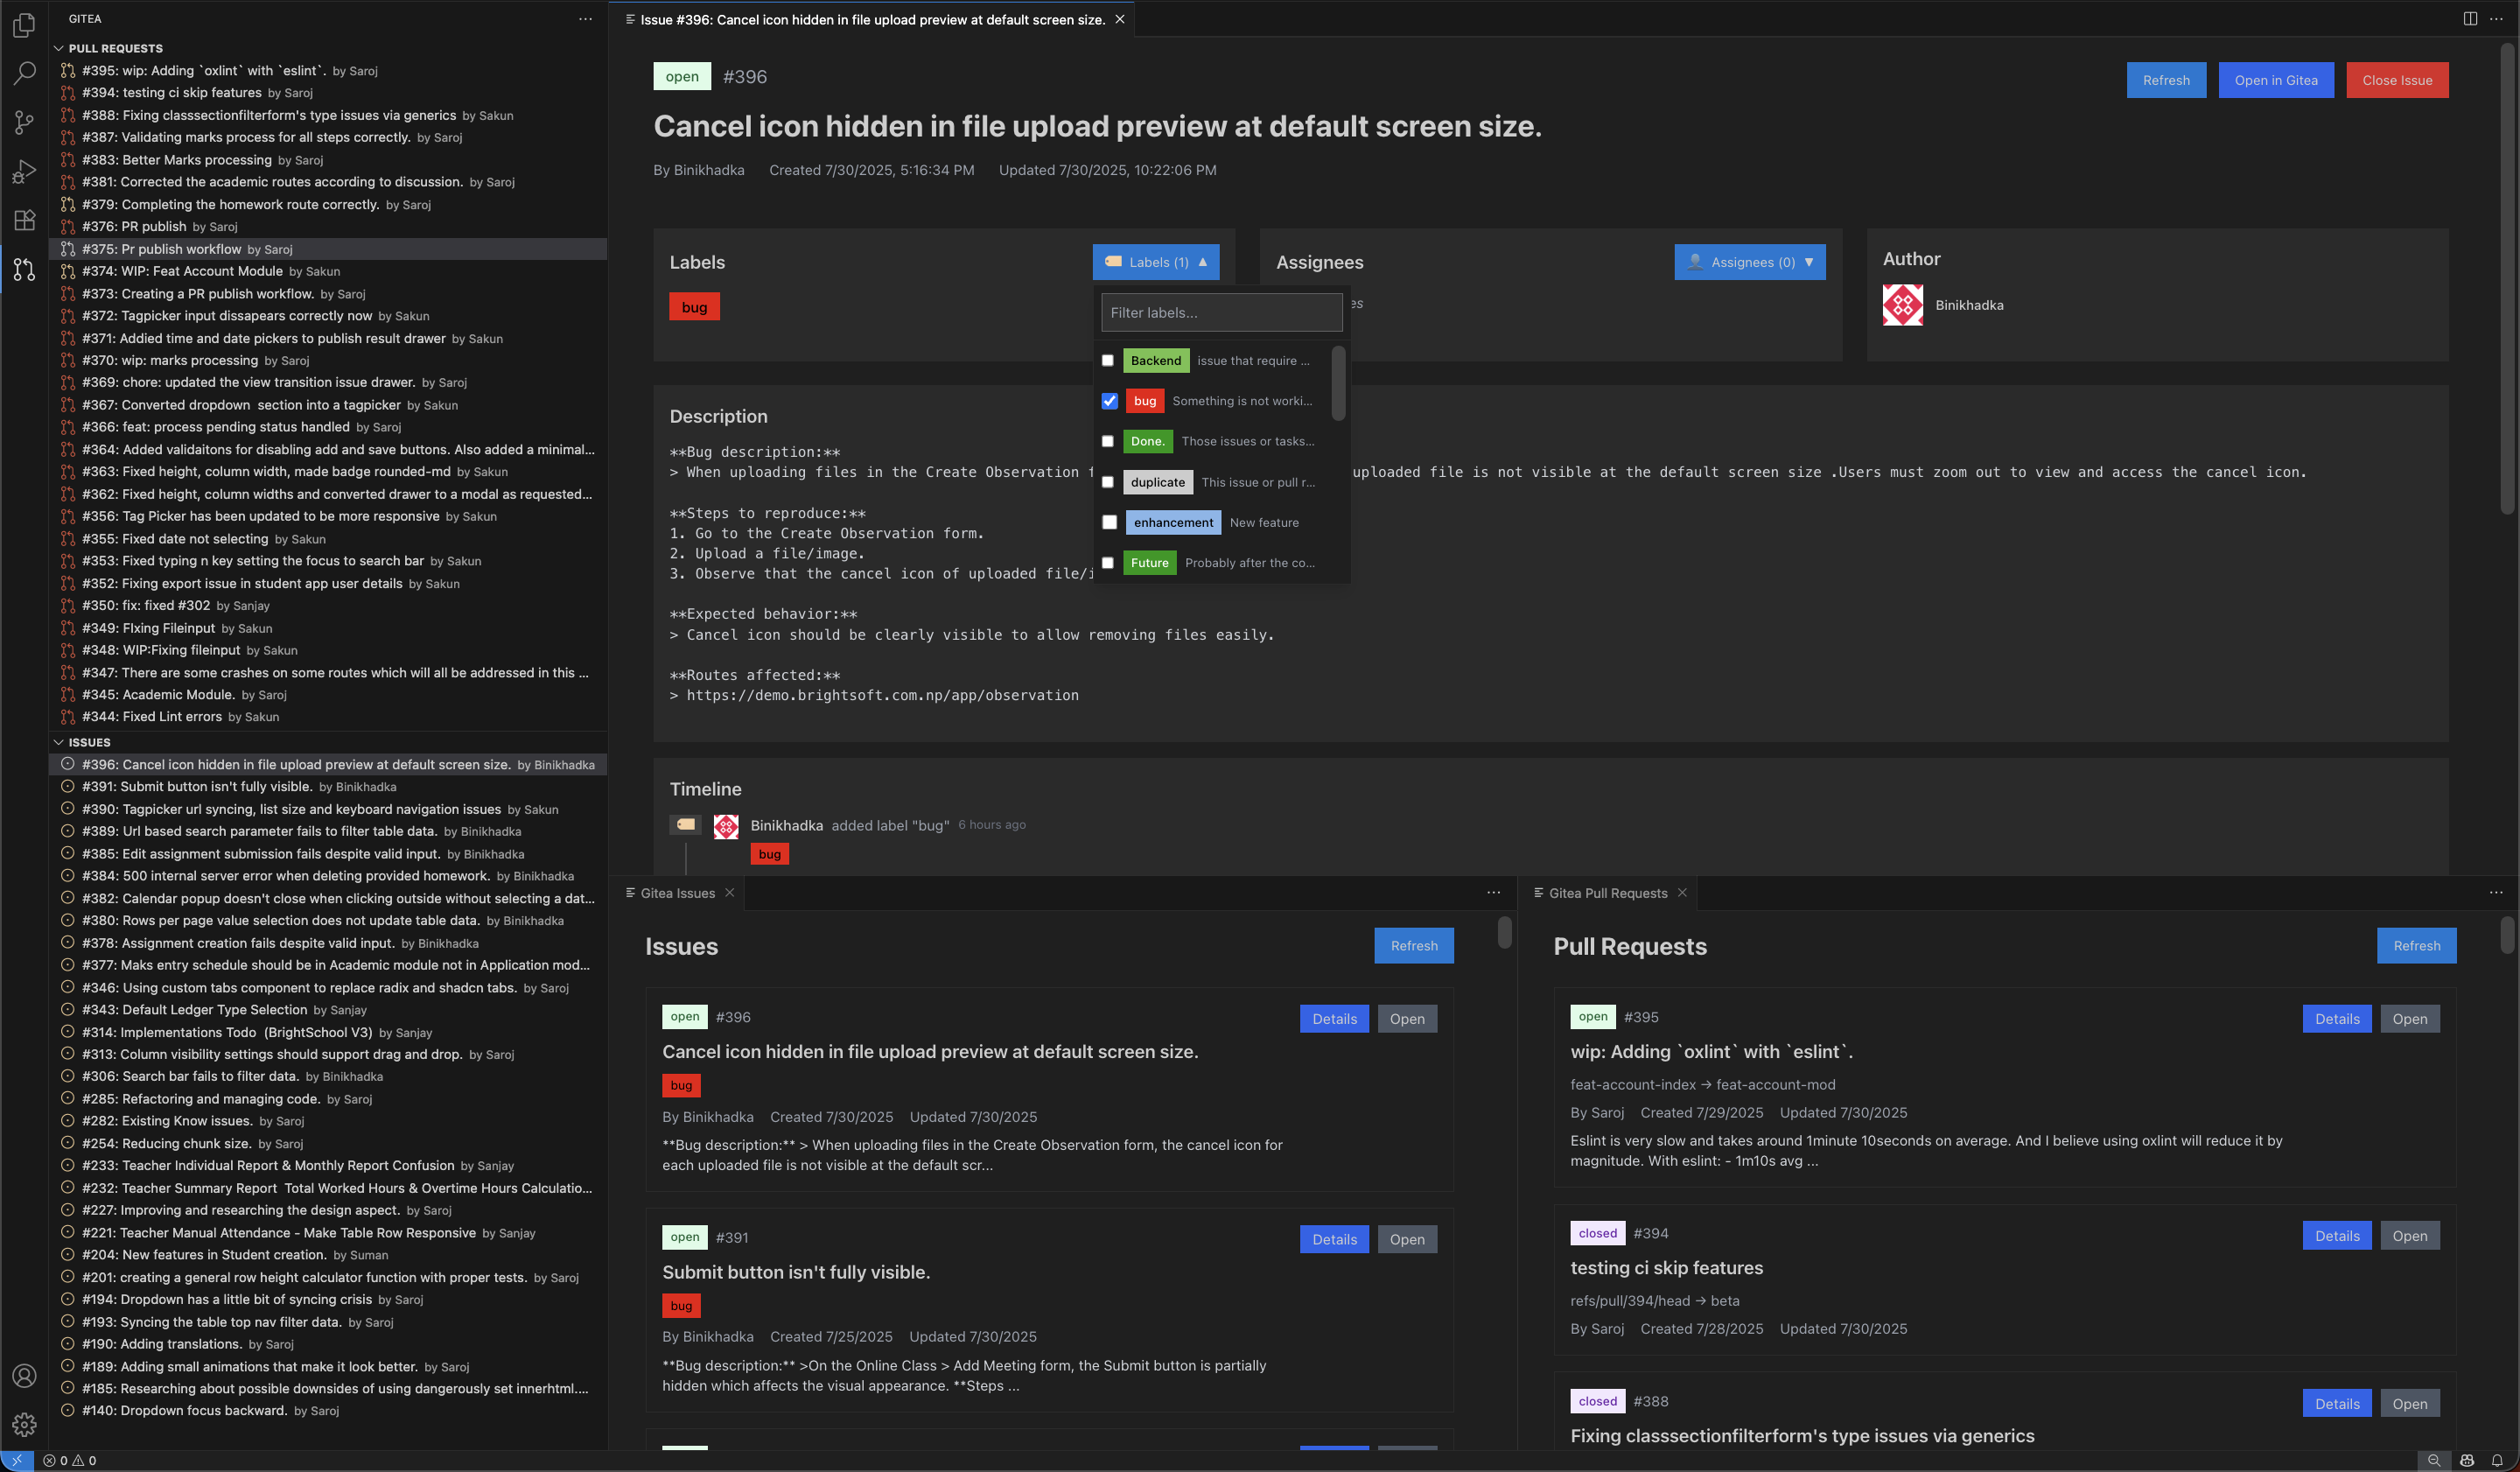 GITEA
PULL REQUESTS
#395: wip: Adding `oxlint` with `eslint`. by Saroj
#394: testing ci skip features by Saroj
#388: Fixing classsectionfilterform's type issues via generics by Sakun
#387: Validating marks process for all steps correctly. by Saroj
#383: Better Marks processing by Saroj
#381: Corrected the academic routes according to discussion. by Saroj
#379: Completing the homework route correctly. by Saroj
#376: PR publish by Saroj
#375: Pr publish workflow by Saroj
#374: WIP: Feat Account Module by Sakun
#373: Creating a PR publish workflow. by Saroj
#372: Tagpicker input dissapears correctly now by Sakun
#371: Addied time and date pickers to publish result drawer by Sakun
#370: wip: marks processing by Saroj
#369: chore: updated the view transition issue drawer. by Saroj
#367: Converted dropdown  section into a tagpicker by Sakun
#366: feat: process pending status handled by Saroj
#364: Added validaitons for disabling add and save buttons. Also added a minimal...
#363: Fixed height, column width, made badge rounded-md by Sakun
#362: Fixed height, column widths and converted drawer to a modal as requested...
#356: Tag Picker has been updated to be more responsive by Sakun
#355: Fixed date not selecting by Sakun
#353: Fixed typing n key setting the focus to search bar by Sakun
#352: Fixing export issue in student app user details by Sakun
#350: fix: fixed #302 by Sanjay
#349: FIxing Fileinput by Sakun
#348: WIP:Fixing fileinput by Sakun
#347: There are some crashes on some routes which will all be addressed in this ...
#345: Academic Module. by Saroj
#344: Fixed Lint errors by Sakun
ISSUES
#396: Cancel icon hidden in file upload preview at default screen size. by Binikhadka
#391: Submit button isn't fully visible. by Binikhadka
#390: Tagpicker url syncing, list size and keyboard navigation issues by Sakun
#389: Url based search parameter fails to filter table data. by Binikhadka
#385: Edit assignment submission fails despite valid input. by Binikhadka
#384: 500 internal server error when deleting provided homework. by Binikhadka
#382: Calendar popup doesn't close when clicking outside without selecting a dat...
#380: Rows per page value selection does not update table data. by Binikhadka
#378: Assignment creation fails despite valid input. by Binikhadka
#377: Maks entry schedule should be in Academic module not in Application mod...
#346: Using custom tabs component to replace radix and shadcn tabs. by Saroj
#343: Default Ledger Type Selection by Sanjay
#314: Implementations Todo  (BrightSchool V3) by Sanjay
#313: Column visibility settings should support drag and drop. by Saroj
#306: Search bar fails to filter data. by Binikhadka
#285: Refactoring and managing code. by Saroj
#282: Existing Know issues. by Saroj
#254: Reducing chunk size. by Saroj
#233: Teacher Individual Report & Monthly Report Confusion by Sanjay
#232: Teacher Summary Report  Total Worked Hours & Overtime Hours Calculatio...
#227: Improving and researching the design aspect. by Saroj
#221: Teacher Manual Attendance - Make Table Row Responsive by Sanjay
#204: New features in Student creation. by Suman
#201: creating a general row height calculator function with proper tests. by Saroj
#194: Dropdown has a little bit of syncing crisis by Saroj
#193: Syncing the table top nav filter data. by Saroj
#190: Adding translations. by Saroj
#189: Adding small animations that make it look better. by Saroj
#185: Researching about possible downsides of using dangerously set innerhtml....
#140: Dropdown focus backward. by Saroj
0 0
Issue #396: Cancel icon hidden in file upload preview at default screen size.
open #396
Refresh Open in Gitea Close Issue
Cancel icon hidden in file upload preview at default screen size.
By Binikhadka Created 7/30/2025, 5:16:34 PM Updated 7/30/2025, 10:22:06 PM
Labels
Labels (1) ▲
bug
Filter labels...
Backend issue that require ...
bug Something is not worki...
Done. Those issues or tasks...
duplicate This issue or pull r...
enhancement New feature
Future Probably after the co...
Assignees
Assignees (0) ▼
es
Author
Binikhadka
Description
**Bug description:**
> When uploading files in the Create Observation f uploaded file is not visible at the default screen size .Users must zoom out to view and access the cancel icon.
**Steps to reproduce:**
1. Go to the Create Observation form.
2. Upload a file/image.
3. Observe that the cancel icon of uploaded file/i
**Expected behavior:**
> Cancel icon should be clearly visible to allow removing files easily.
**Routes affected:**
> https://demo.brightsoft.com.np/app/observation
Timeline
Binikhadka added label "bug" 6 hours ago
bug
Gitea Issues
Issues
Refresh
open #396
Details Open
Cancel icon hidden in file upload preview at default screen size.
bug
By Binikhadka Created 7/30/2025 Updated 7/30/2025
**Bug description:** > When uploading files in the Create Observation form, the cancel icon for
each uploaded file is not visible at the default scr...
open #391
Details Open
Submit button isn't fully visible.
bug
By Binikhadka Created 7/25/2025 Updated 7/30/2025
**Bug description:** >On the Online Class > Add Meeting form, the Submit button is partially
hidden which affects the visual appearance. **Steps ...
Gitea Pull Requests
Pull Requests
Refresh
open #395
Details Open
wip: Adding `oxlint` with `eslint`.
feat-account-index → feat-account-mod
By Saroj Created 7/29/2025 Updated 7/30/2025
Eslint is very slow and takes around 1minute 10seconds on average. And I believe using oxlint will reduce it by
magnitude. With eslint: - 1m10s avg ...
closed #394
Details Open
testing ci skip features
refs/pull/394/head → beta
By Saroj Created 7/28/2025 Updated 7/30/2025
closed #388
Details Open
Fixing classsectionfilterform's type issues via generics